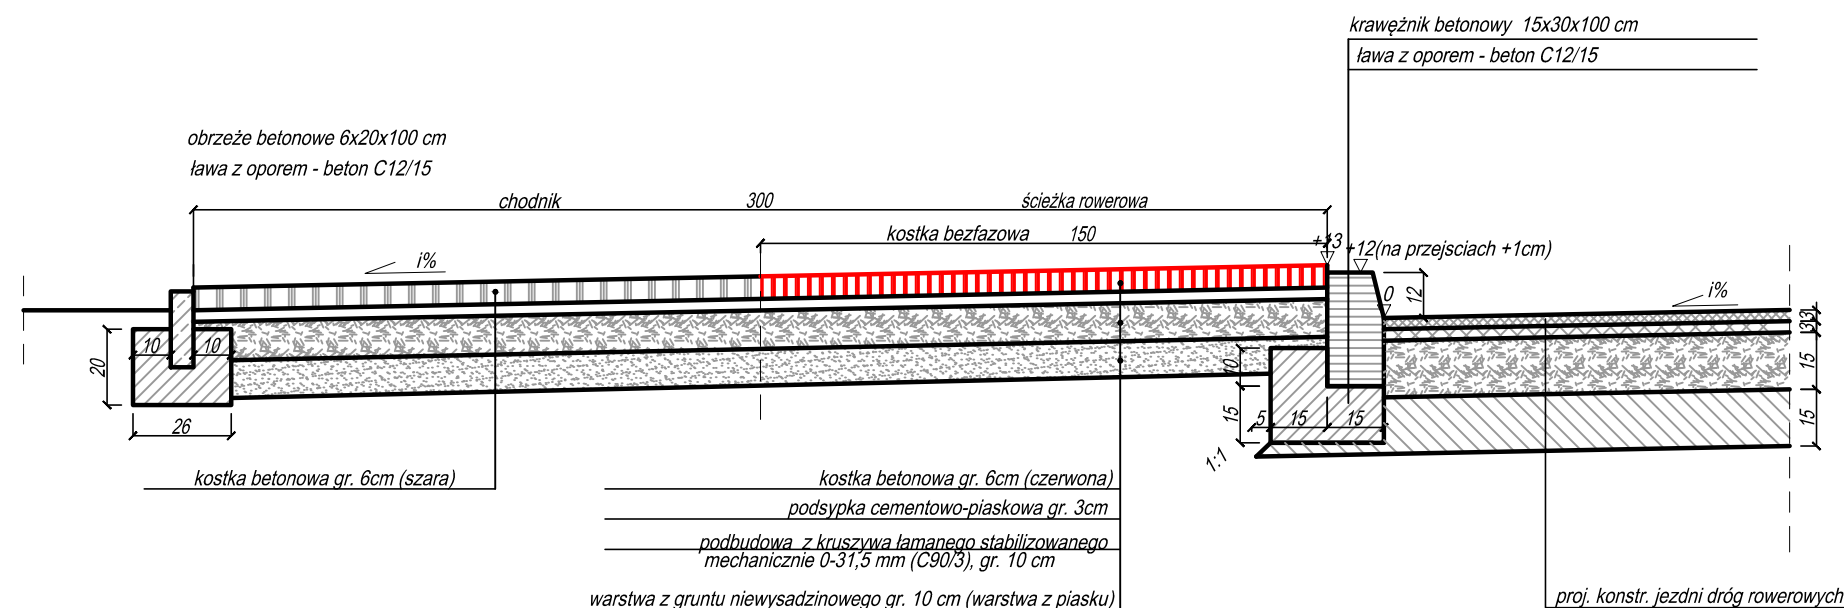 krawężnik betonowy 15x30x100 cm
ława z oporem - beton C12/15
obrzeże betonowe 6x20x100 cm
ława z oporem - beton C12/15
chodnik 300 ścieżka rowerowa
kostka bezfazowa 150
+13
+12(na przejsciach +1cm)
i%
0
12
i%
3
3
10 10
20
15
10
15
5 15 15
15
26
1:1
kostka betonowa gr. 6cm (szara)
kostka betonowa gr. 6cm (czerwona)
podsypka cementowo-piaskowa gr. 3cm
podbudowa z kruszywa łamanego stabilizowanego
mechanicznie 0-31,5 mm (C90/3), gr. 10 cm
warstwa z gruntu niewysadzinowego gr. 10 cm (warstwa z piasku)
proj. konstr. jezdni dróg rowerowych